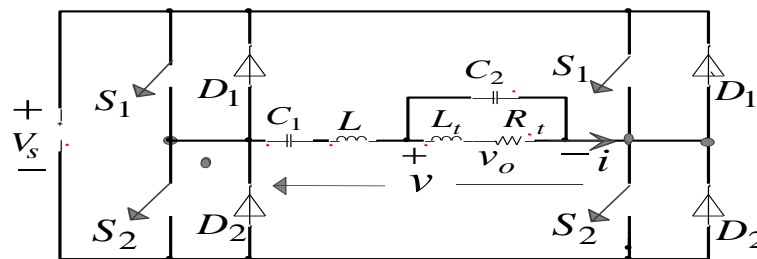 C₂
S₁
S₁
D₁
D₁
C₁
L
Lₜ
Rₜ
+
Vₛ
−
+
vₒ
−
i
v
S₂
D₂
S₂
D₂